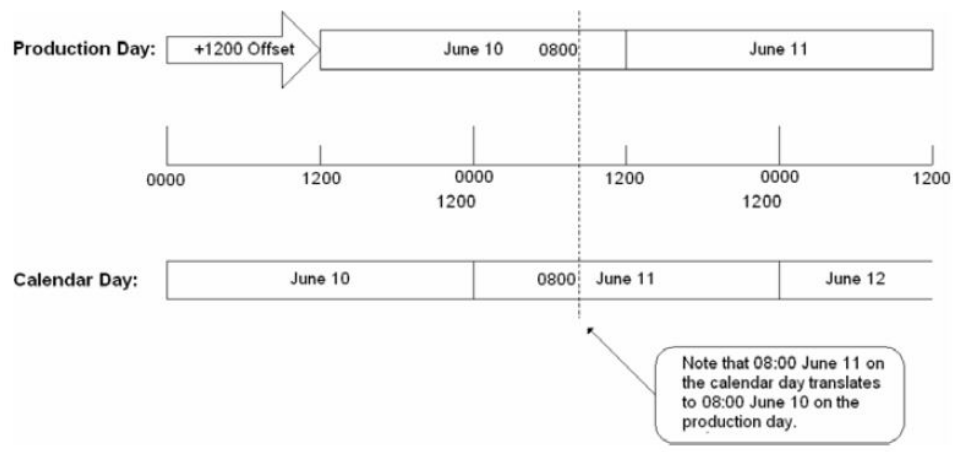 Production Day: +1200 Offset June 10 0800 June 11
0000 1200 0000 1200 0000 1200
1200 1200
Calendar Day: June 10 0800 June 11 June 12
Note that 08:00 June 11 on
the calendar day translates
to 08:00 June 10 on the
production day.